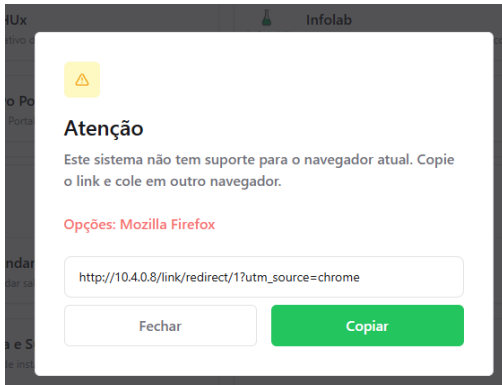 HUx
Infolab
Atenção
Este sistema não tem suporte para o navegador atual. Copie
o link e cole em outro navegador.
Opções: Mozilla Firefox
http://10.4.0.8/link/redirect/1?utm_source=chrome
Fechar
Copiar